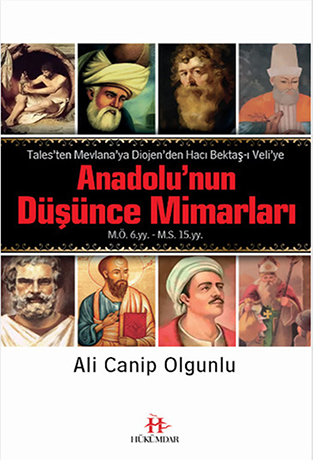 Tales'ten Mevlana'ya Diojen'den Hacı Bektaş-ı Veli'ye
Anadolu'nun
Düşünce Mimarları
M.Ö. 6.yy. - M.S. 15.yy.
Ali Canip Olgunlu
HÜKÜMDAR